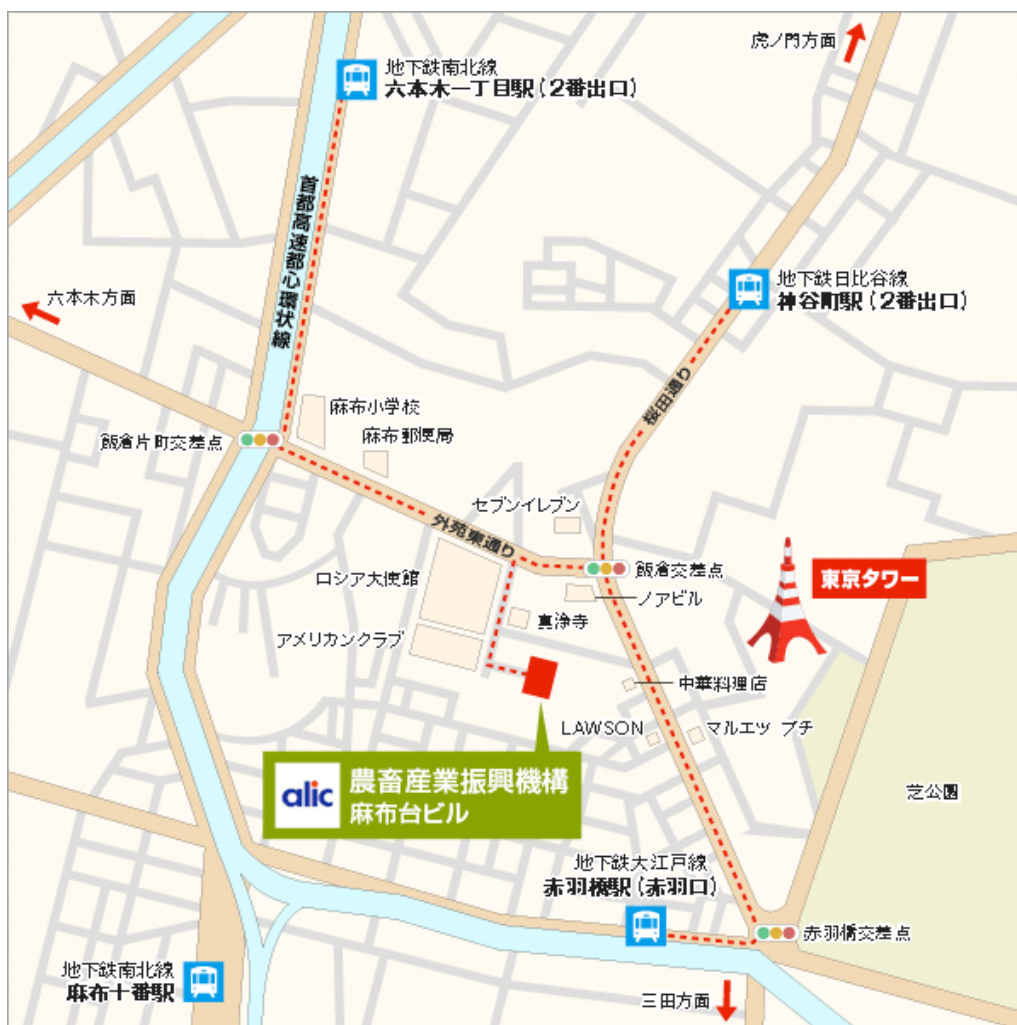 虎ノ門方面
地下鉄南北線
六本木一丁目駅(2番出口)
首都高速都心環状線
地下鉄日比谷線
神谷町駅(2番出口)
六本木方面
桜田通り
麻布小学校
麻布郵便局
飯倉片町交差点
セブンイレブン
外苑東通り
飯倉交差点
東京タワー
ロシア大使館
ノアビル
真浄寺
アメリカンクラブ
中華料理店
LAWSON
マルエツ プチ
alic
農畜産業振興機構
麻布台ビル
芝公園
地下鉄大江戸線
赤羽橋駅(赤羽口)
赤羽橋交差点
地下鉄南北線
麻布十番駅
三田方面